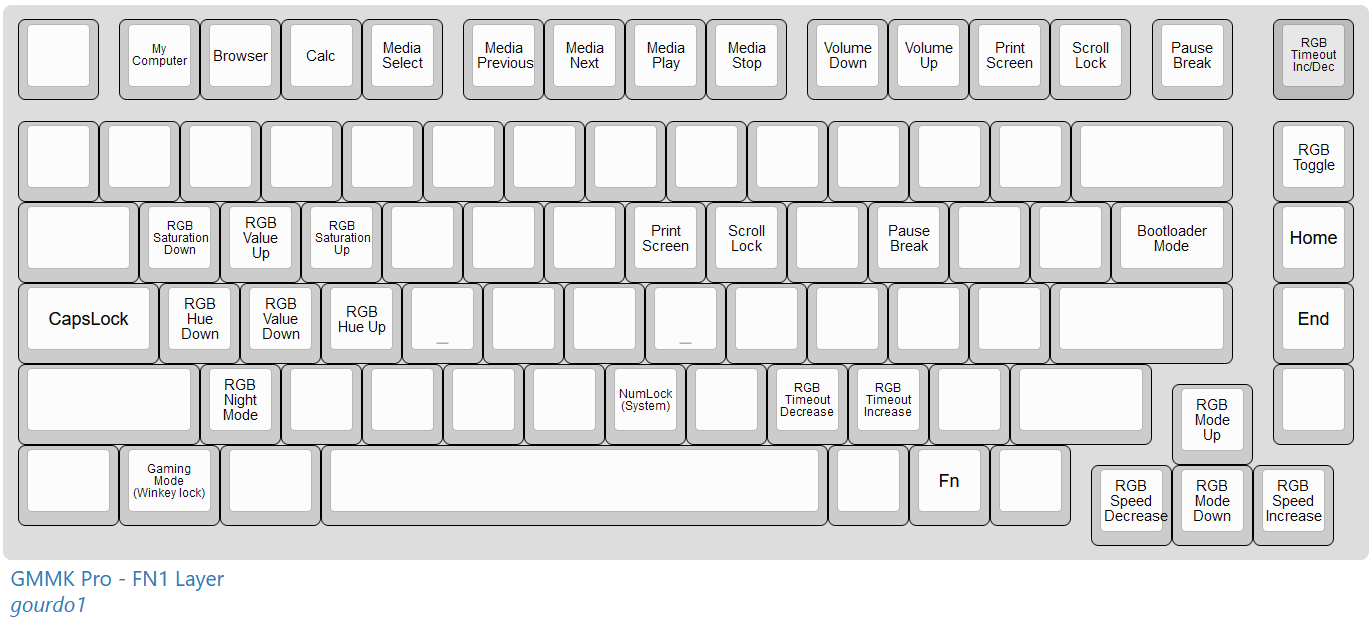 My
Computer
Browser
Calc
Media
Select
Media
Previous
Media
Next
Media
Play
Media
Stop
Volume
Down
Volume
Up
Print
Screen
Scroll
Lock
Pause
Break
RGB
Timeout
Inc/Dec
RGB
Toggle
RGB
Saturation
Down
RGB
Value
Up
RGB
Saturation
Up
Print
Screen
Scroll
Lock
Pause
Break
Bootloader
Mode
Home
CapsLock
RGB
Hue
Down
RGB
Value
Down
RGB
Hue Up
_
_
End
RGB
Night
Mode
NumLock
(System)
RGB
Timeout
Decrease
RGB
Timeout
Increase
RGB
Mode
Up
Gaming
Mode
(Winkey lock)
Fn
RGB
Speed
Decrease
RGB
Mode
Down
RGB
Speed
Increase
GMMK Pro - FN1 Layer
gourdo1